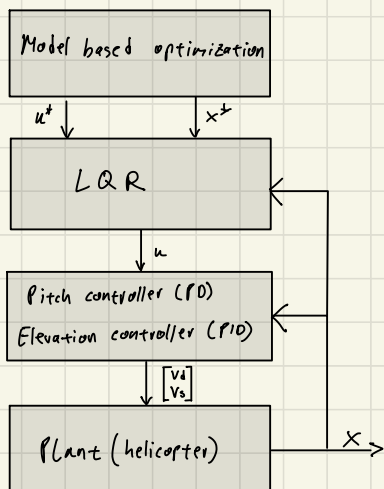 Model based optimization
u* x*
LQR
u
Pitch controller (PD)
Elevation controller (PID)
[Vd
Vs]
Plant (helicopter)
X